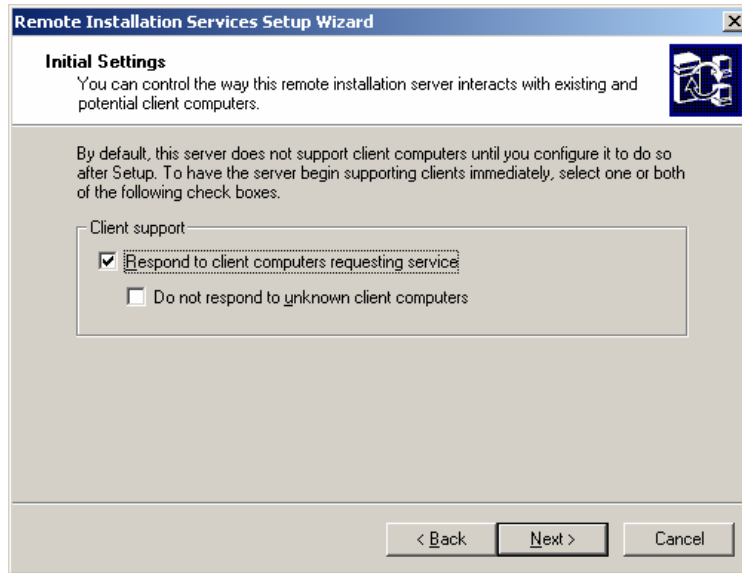 Remote Installation Services Setup Wizard
Initial Settings
You can control the way this remote installation server interacts with existing and
potential client computers.
By default, this server does not support client computers until you configure it to do so
after Setup. To have the server begin supporting clients immediately, select one or both
of the following check boxes.
Client support
Respond to client computers requesting service
Do not respond to unknown client computers
< Back
Next >
Cancel